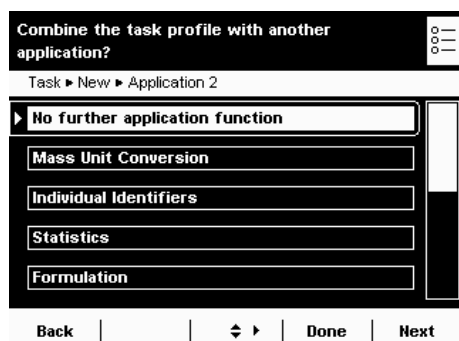 Combine the task profile with another
application?
Task ▸ New ▸ Application 2
No further application function
Mass Unit Conversion
Individual Identifiers
Statistics
Formulation
Back Done Next